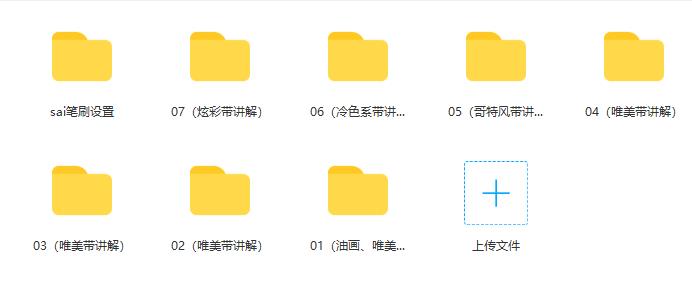 sai笔刷设置
07（炫彩带讲解）
06（冷色系带讲...
05（哥特风带讲...
04（唯美带讲解）
03（唯美带讲解）
02（唯美带讲解）
01（油画、唯美...
上传文件